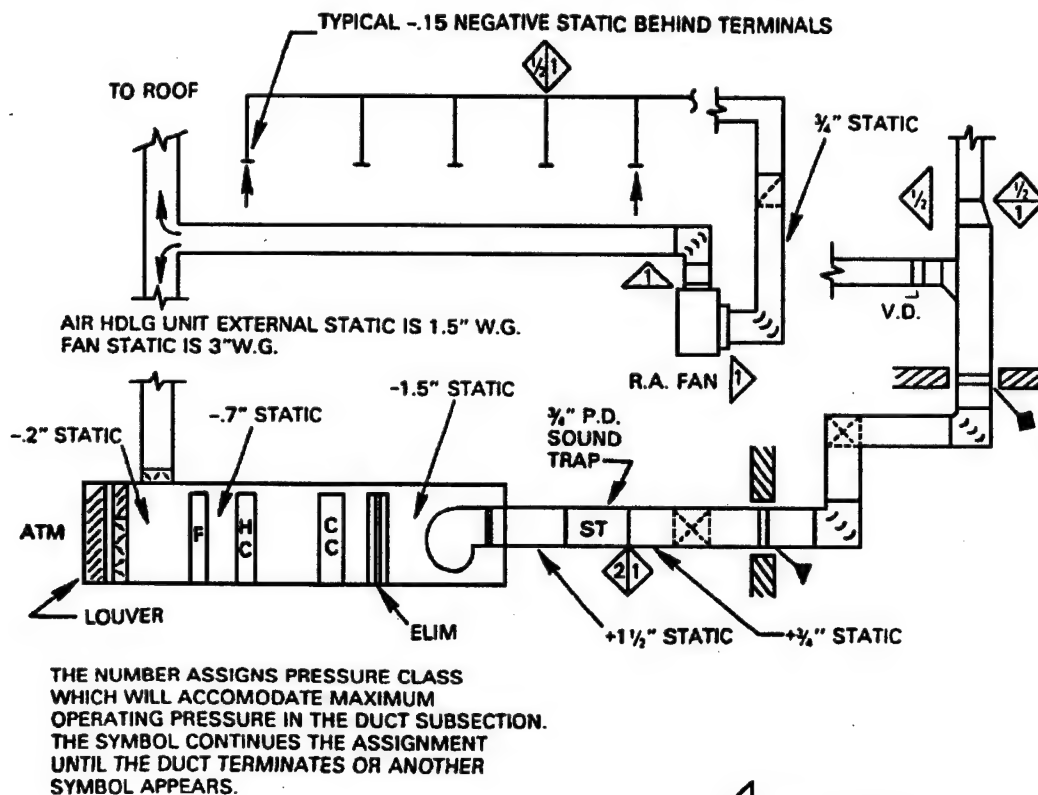 TYPICAL -.15 NEGATIVE STATIC BEHIND TERMINALS
½ 1
TO ROOF
¾" STATIC
½
½
1
1
V.D.
AIR HDLG UNIT EXTERNAL STATIC IS 1.5" W.G.
FAN STATIC IS 3"W.G.
R.A. FAN
1
-1.5" STATIC
-.7" STATIC
-.2" STATIC
¾" P.D.
SOUND
TRAP
ATM
F
HC
CC
ST
2 1
LOUVER
ELIM
+1½" STATIC
+¾" STATIC
THE NUMBER ASSIGNS PRESSURE CLASS
WHICH WILL ACCOMODATE MAXIMUM
OPERATING PRESSURE IN THE DUCT SUBSECTION.
THE SYMBOL CONTINUES THE ASSIGNMENT
UNTIL THE DUCT TERMINATES OR ANOTHER
SYMBOL APPEARS.